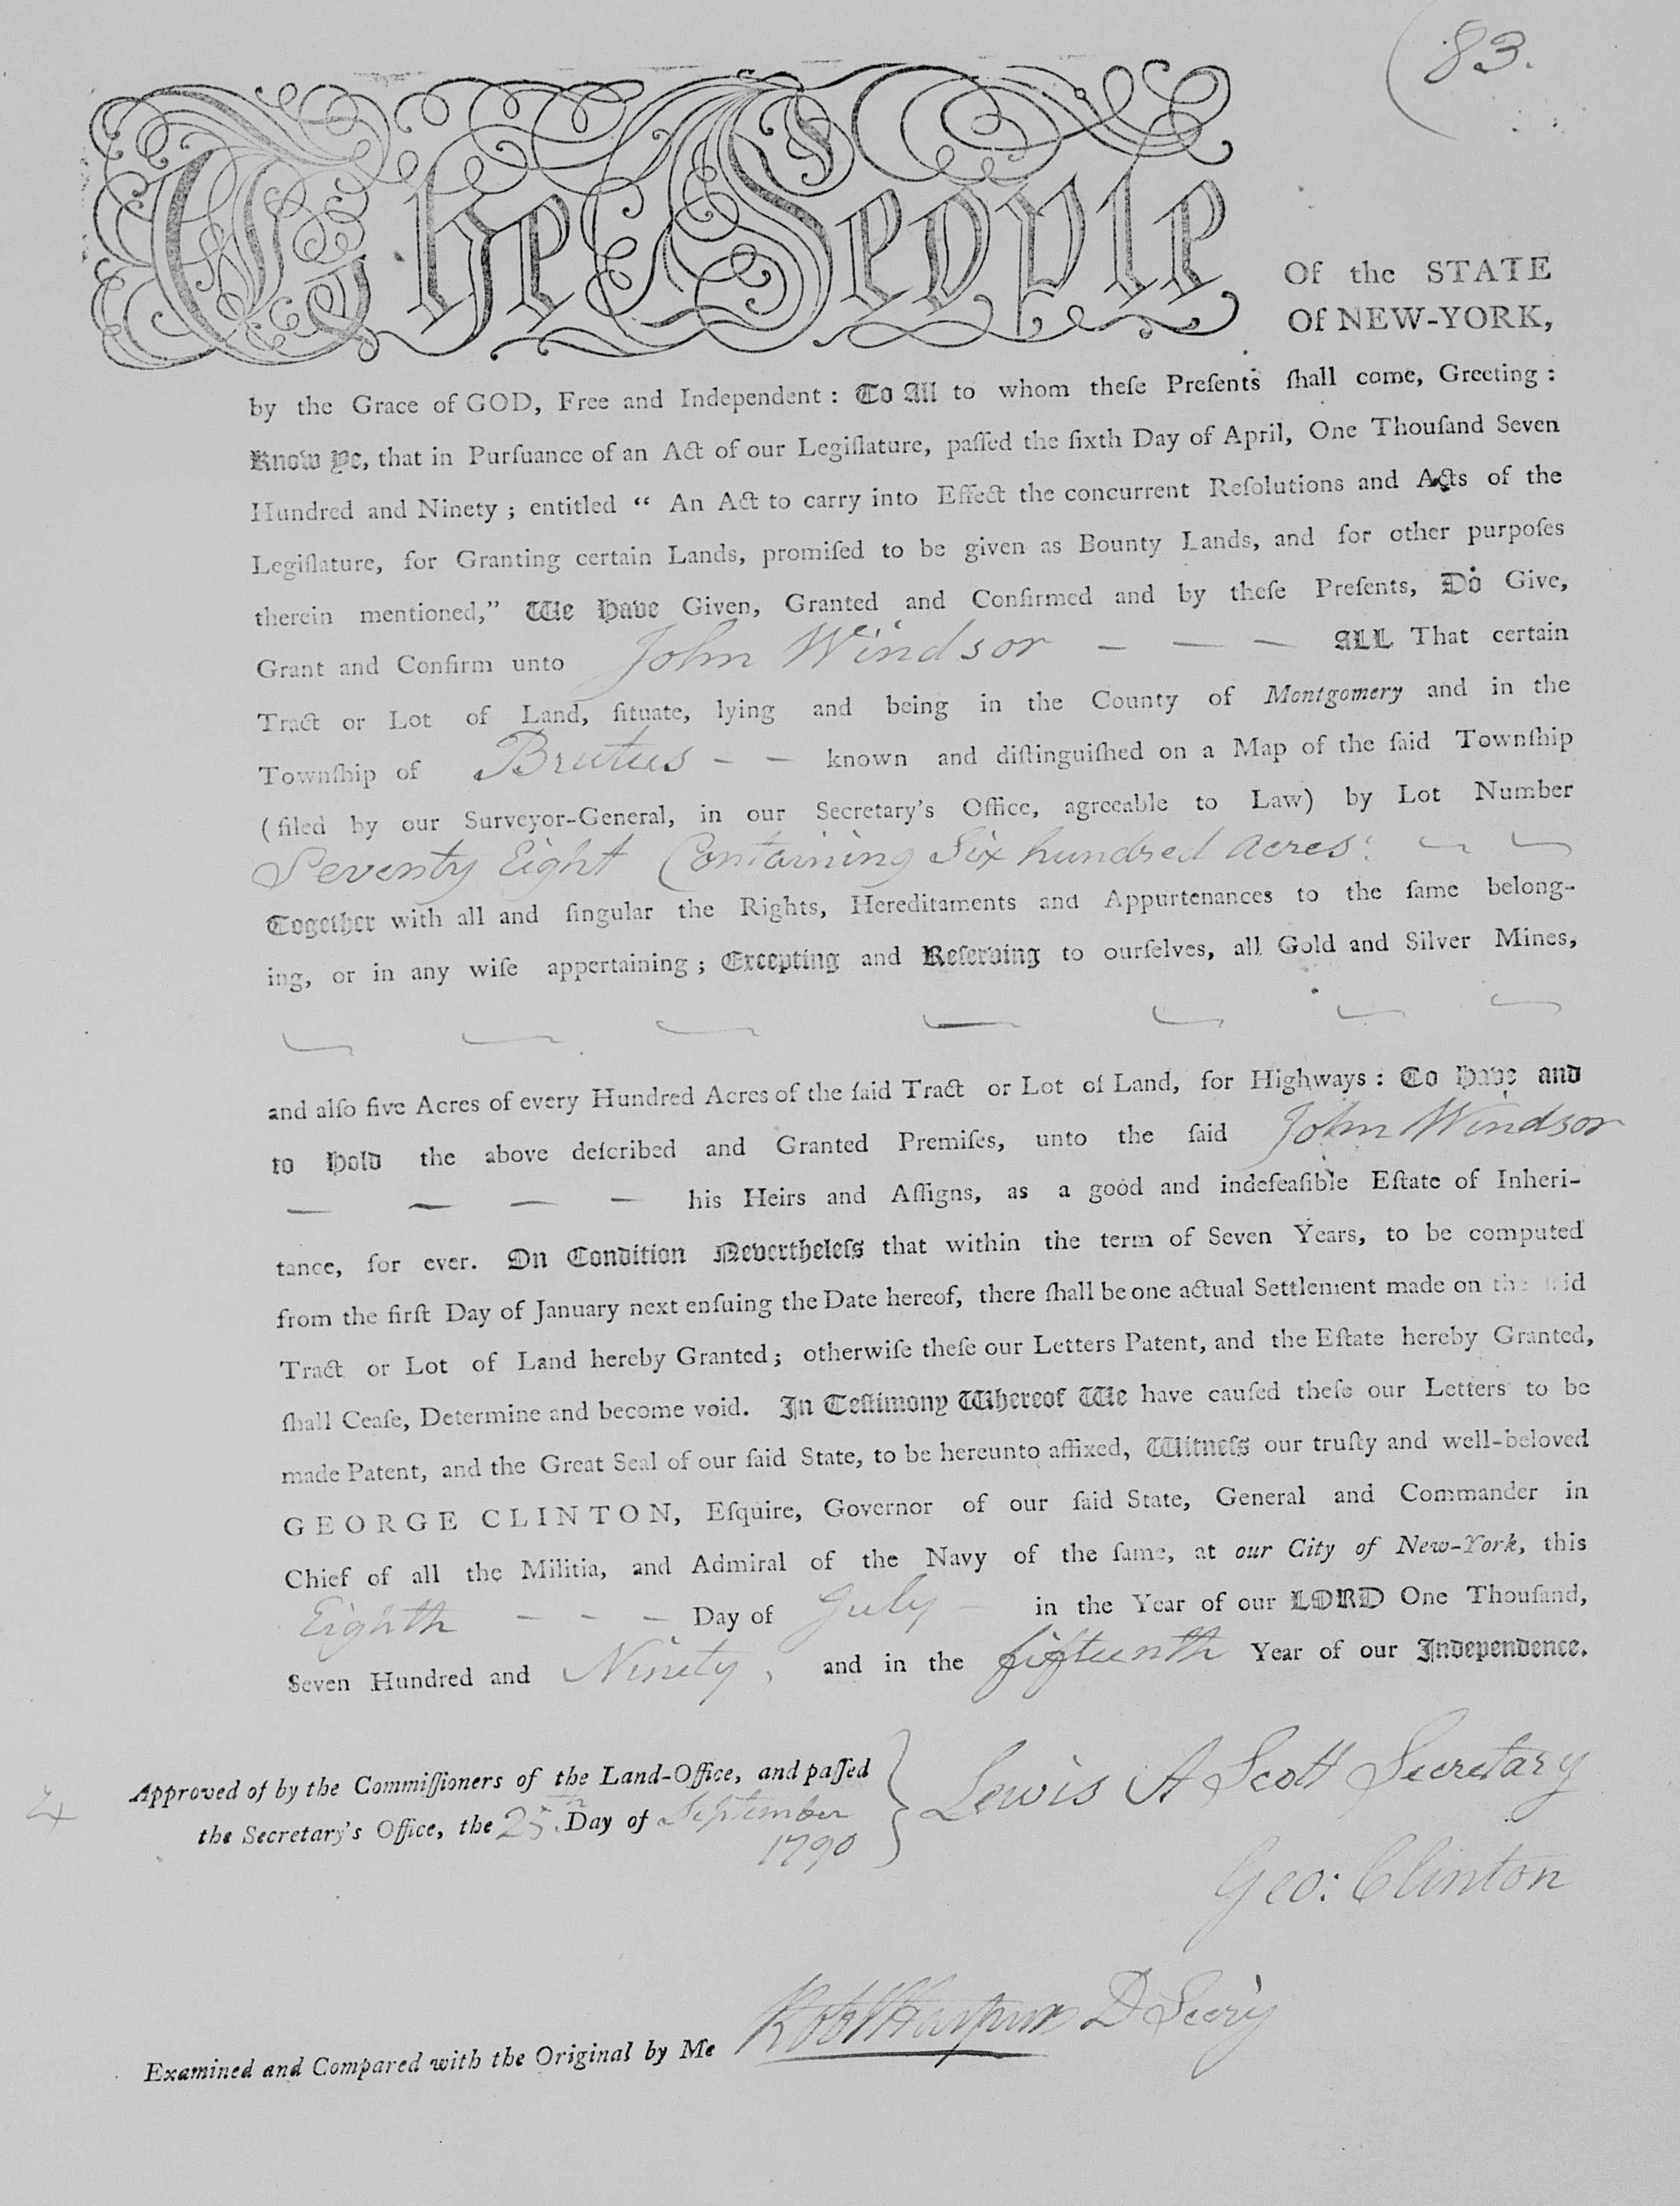 83.
The People
Of the STATE
Of NEW-YORK,
by the Grace of GOD, Free and Independent : To All to whom theſe Preſents ſhall come, Greeting :
Know Ye, that in Purſuance of an Act of our Legiſlature, paſſed the ſixth Day of April, One Thouſand Seven
Hundred and Ninety ; entitled “ An Act to carry into Effect the concurrent Reſolutions and Acts of the
Legiſlature, for Granting certain Lands, promiſed to be given as Bounty Lands, and for other purpoſes
therein mentioned,” We Have Given, Granted and Confirmed and by theſe Preſents, Do Give,
Grant and Confirm unto John Windsor — — — ALL That certain
Tract or Lot of Land, ſituate, lying and being in the County of Montgomery and in the
Township of Brutus - - known and diſtinguiſhed on a Map of the ſaid Townſhip
(filed by our Surveyor-General, in our Secretary's Office, agreeable to Law) by Lot Number
Seventy Eight Containing Six hundred acres:
Together with all and ſingular the Rights, Hereditaments and Appurtenances to the ſame belong-
ing, or in any wiſe appertaining ; Excepting and Reſerving to ourſelves, all Gold and Silver Mines,
and alſo five Acres of every Hundred Acres of the ſaid Tract or Lot of Land, for Highways : To Have and
to Hold the above deſcribed and Granted Premiſes, unto the ſaid John Windsor
— — — — his Heirs and Aſſigns, as a good and indefeaſible Eſtate of Inheri-
tance, for ever. On Condition Nevertheleſs that within the term of Seven Years, to be computed
from the firſt Day of January next enſuing the Date hereof, there ſhall be one actual Settlement made on the ſaid
Tract or Lot of Land hereby Granted ; otherwiſe theſe our Letters Patent, and the Eſtate hereby Granted,
ſhall Ceaſe, Determine and become void. In Teſtimony Whereof We have cauſed theſe our Letters to be
made Patent, and the Great Seal of our ſaid State, to be hereunto affixed, Witneſs our truſty and well-beloved
GEORGE CLINTON, Eſquire, Governor of our ſaid State, General and Commander in
Chief of all the Militia, and Admiral of the Navy of the ſame, at our City of New-York, this
Eighth - - - Day of July - in the Year of our LORD One Thouſand,
Seven Hundred and Ninety, and in the fifteenth Year of our Independence.
Approved of by the Commiſſioners of the Land-Office, and paſſed
the Secretary's Office, the 25th Day of September
1790
Lewis A Scott Secretary
Geo: Clinton
Examined and Compared with the Original by Me Robt Harpur D Secry